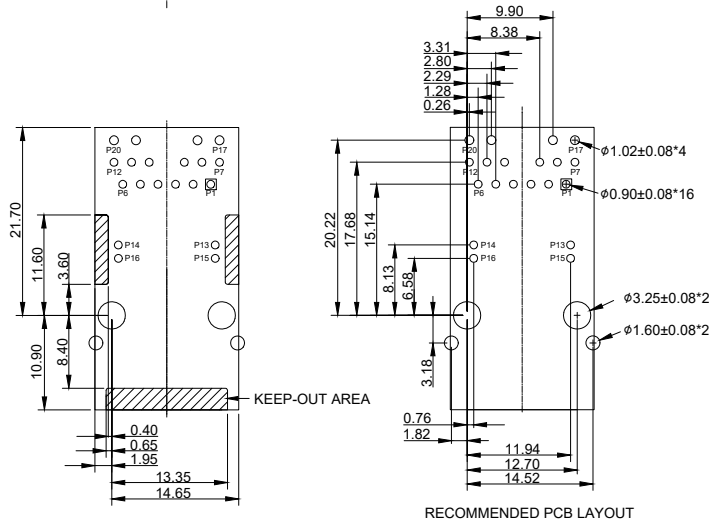 9.90
8.38
3.31
2.80
2.29
1.28
0.26
P20 P17
P12 P7
P6 P1
P14 P13
P16 P15
21.70
11.60
3.60
10.90
8.40
KEEP-OUT AREA
0.40
0.65
1.95
13.35
14.65
P20 P17
P12 P7
P6 P1
P14 P13
P16 P15
ϕ1.02±0.08*4
ϕ0.90±0.08*16
20.22
17.68
15.14
8.13
6.58
ϕ3.25±0.08*2
ϕ1.60±0.08*2
3.18
0.76
1.82
11.94
12.70
14.52
RECOMMENDED PCB LAYOUT